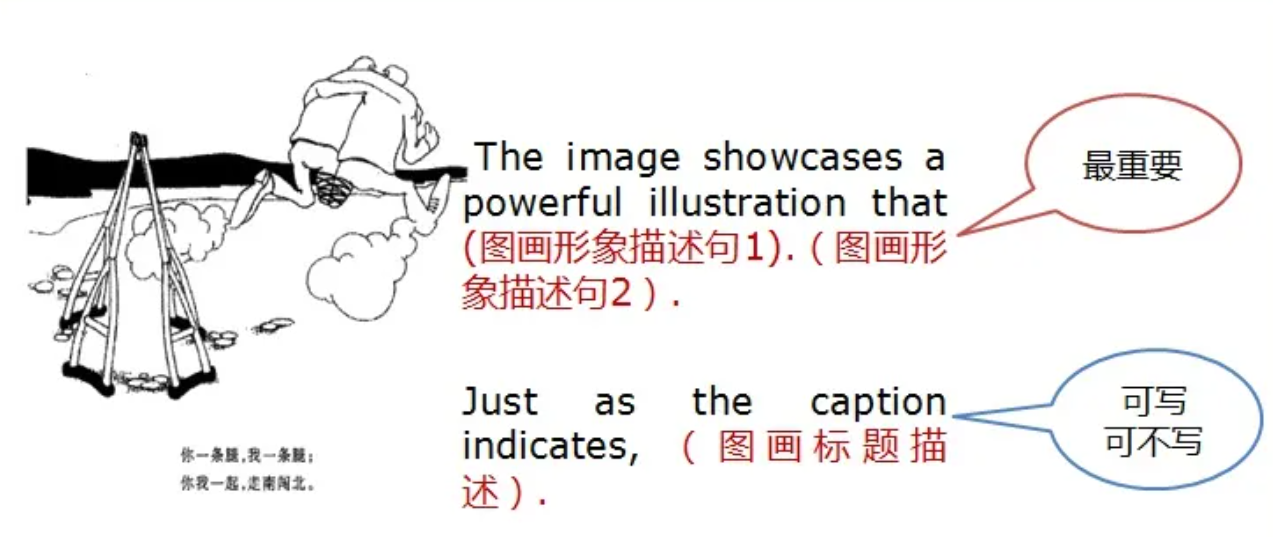 The image showcases a
powerful illustration that
(图画形象描述句1).(图画形
象描述句2).
最重要
Just as the caption
indicates, (图画标题描
述).
可写
可不写
你一条腿,我一条腿;
你我一起,走南闯北。